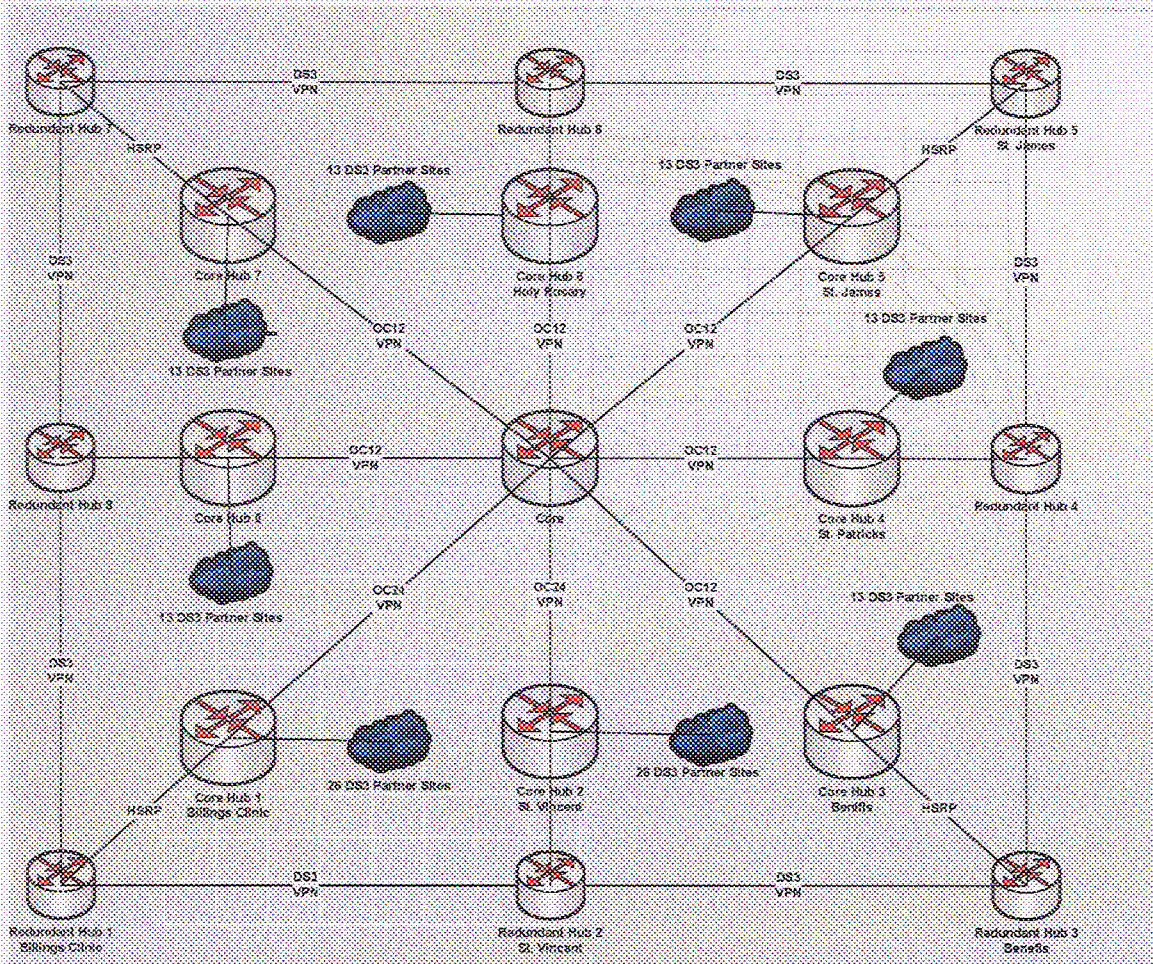 DS3
VPN
DS3
VPN
Redundant Hub 7
Redundant Hub 6
Redundant Hub 5
St. James
HSRP
HSRP
13 DS3 Partner Sites
13 DS3 Partner Sites
Core Hub 7
Core Hub 6
Holy Rosary
Core Hub 5
St. James
DS3
VPN
DS3
VPN
13 DS3 Partner Sites
OC12
VPN
OC12
VPN
OC12
VPN
13 DS3 Partner Sites
OC12
VPN
OC12
VPN
Redundant Hub 8
Core Hub 8
Core
Core Hub 4
St. Patricks
Redundant Hub 4
OC24
VPN
OC24
VPN
OC12
VPN
13 DS3 Partner Sites
13 DS3 Partner Sites
DS3
VPN
DS3
VPN
26 DS3 Partner Sites
26 DS3 Partner Sites
Core Hub 1
Billings Clinic
Core Hub 2
St. Vincent
Core Hub 3
Benifis
HSRP
HSRP
DS3
VPN
DS3
VPN
Redundant Hub 1
Billings Clinic
Redundant Hub 2
St. Vincent
Redundant Hub 3
Benefis